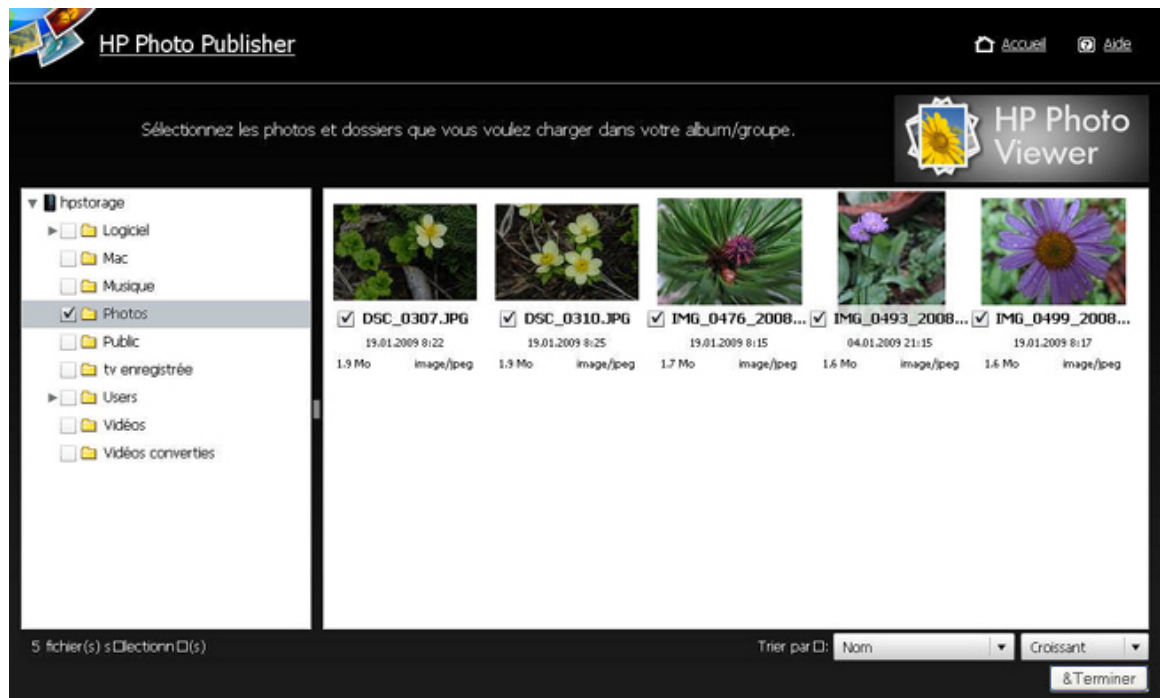 HP Photo Publisher
Accueil
Aide
Sélectionnez les photos et dossiers que vous voulez charger dans votre album/groupe.
HP Photo
Viewer
hpstorage
Logiciel
Mac
Musique
Photos
Public
tv enregistrée
Users
Vidéos
Vidéos converties
DSC_0307.JPG
19.01.2009 8:22
1.9 Mo image/jpeg
DSC_0310.JPG
19.01.2009 8:25
1.9 Mo image/jpeg
IMG_0476_2008...
19.01.2009 8:15
1.7 Mo image/jpeg
IMG_0493_2008...
04.01.2009 21:15
1.6 Mo image/jpeg
IMG_0499_2008...
19.01.2009 8:17
1.6 Mo image/jpeg
5 fichier(s) s□lectionn□(s)
Trier par□: Nom Croissant
&Terminer